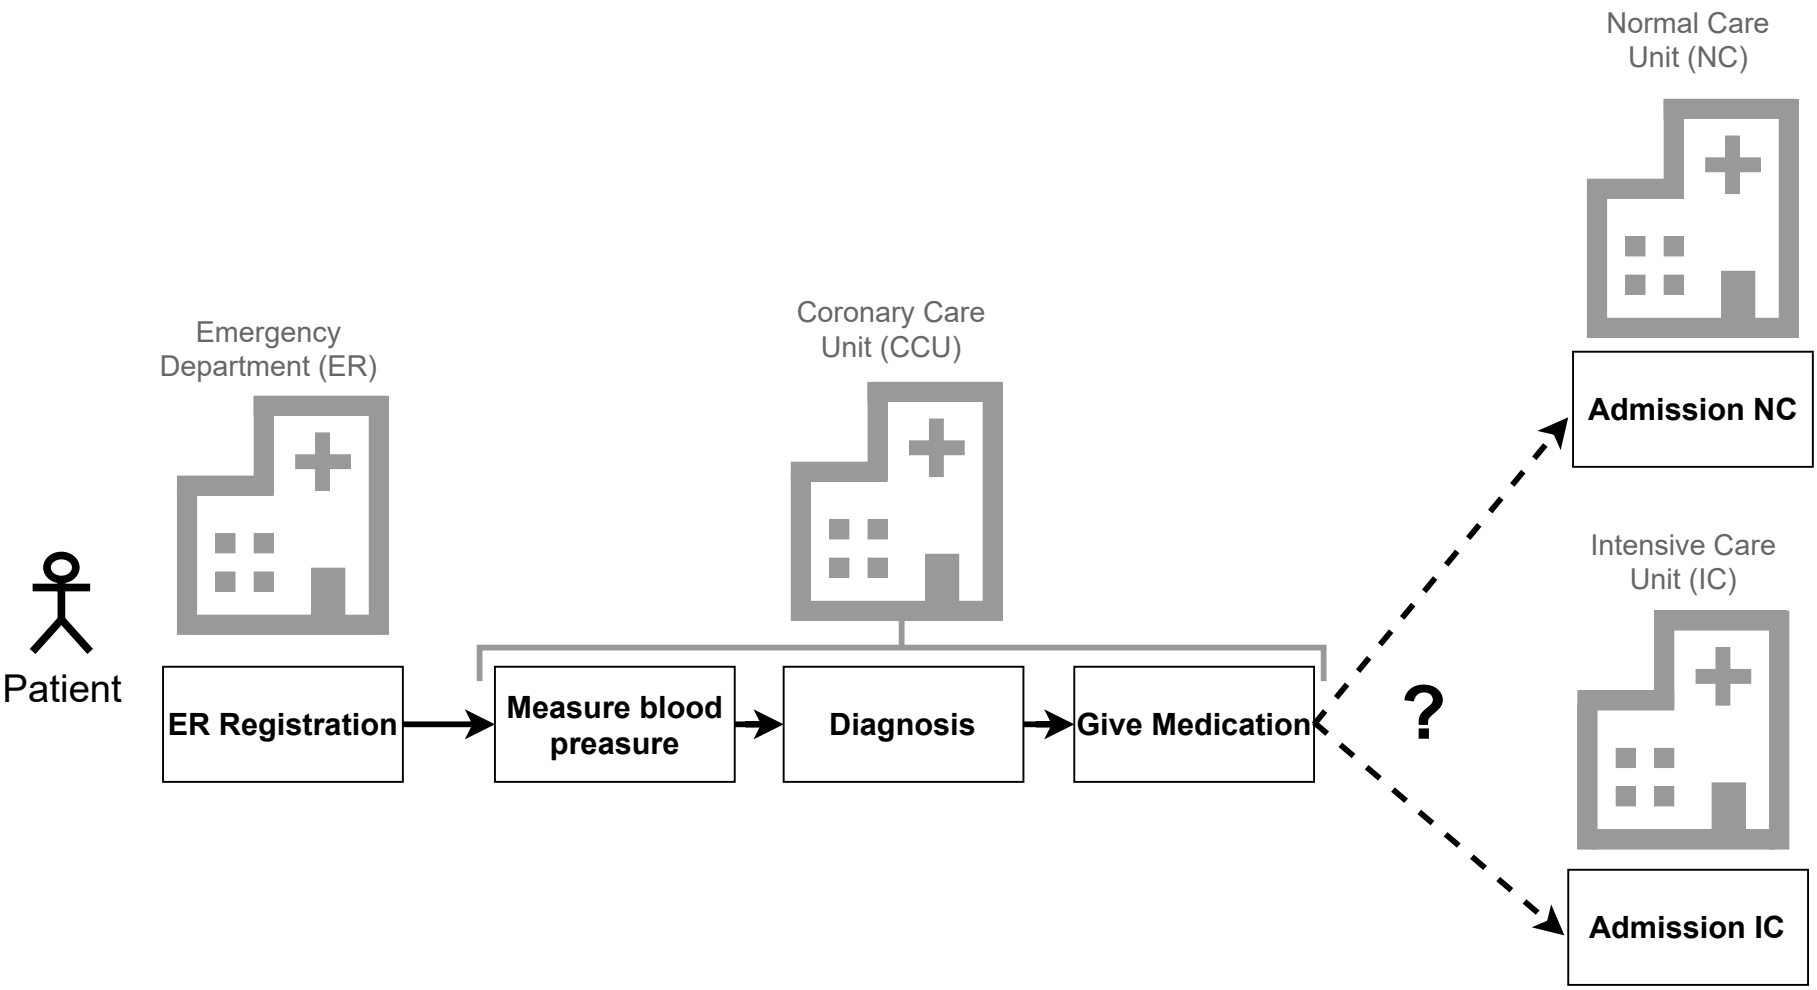 Normal Care
Unit (NC)
Emergency
Department (ER)
Coronary Care
Unit (CCU)
Admission NC
Intensive Care
Unit (IC)
Patient
ER Registration
Measure blood
preasure
Diagnosis
Give Medication
?
Admission IC